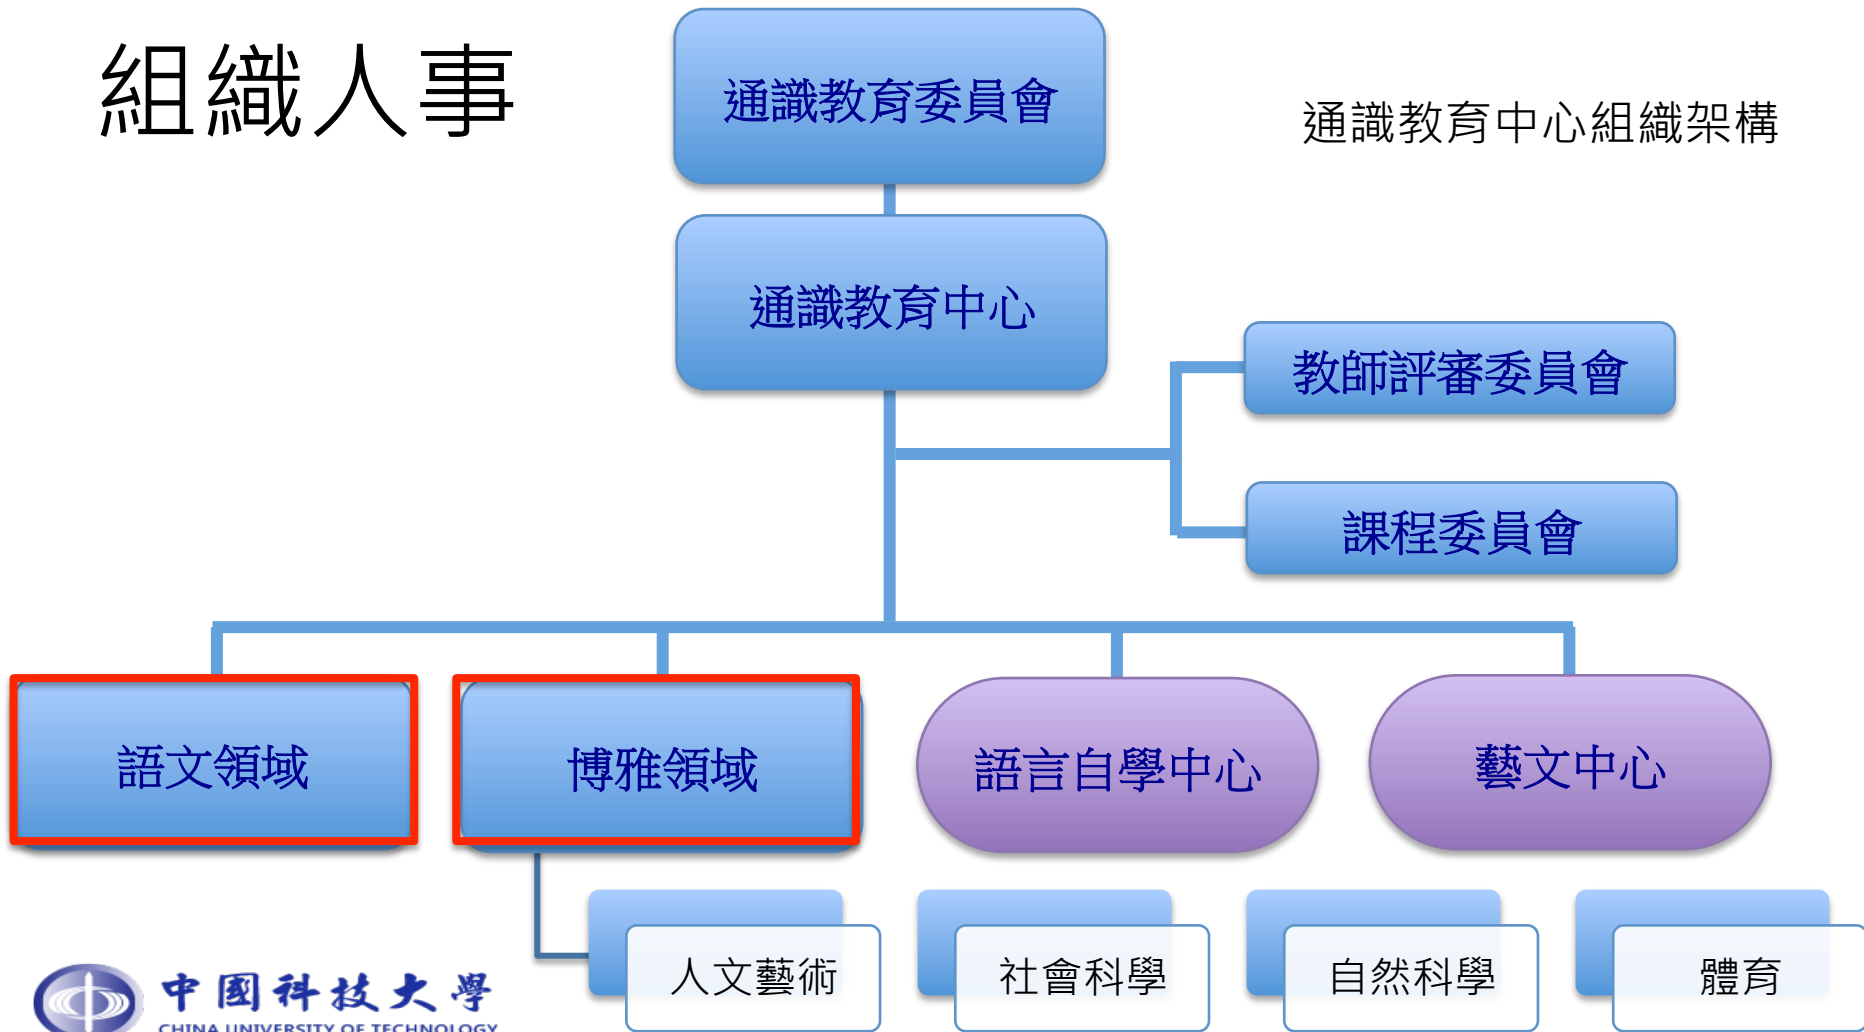 組織人事
通識教育委員會
通識教育中心組織架構
通識教育中心
教師評審委員會
課程委員會
語文領域
博雅領域
語言自學中心
藝文中心
人文藝術
社會科學
自然科學
體育
中國科技大學
CHINA UNIVERSITY OF TECHNOLOGY